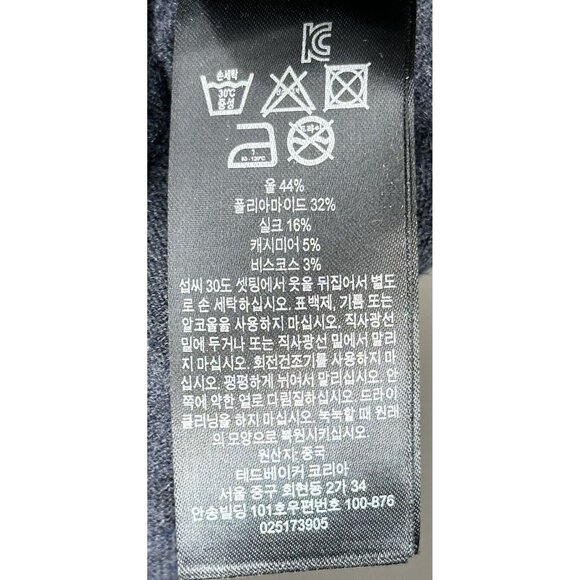 KC
손세탁
30℃
중성
1
80-120℃
드라이
울 44%
폴리아마이드 32%
실크 16%
캐시미어 5%
비스코스 3%
섭씨 30도 셋팅에서 옷을 뒤집어서 별도
로 손 세탁하십시오. 표백제, 기름 또는
알코올을 사용하지 마십시오. 직사광선
밑에 두거나 또는 직사광선 밑에서 말리
지 마십시오. 회전건조기를 사용하지 마
십시오. 평평하게 뉘어서 말리십시오. 안
쪽에 약한 열로 다림질하십시오. 드라이
클리닝을 하지 마십시오. 눅눅할 때 원래
의 모양으로 복원시키십시오.
원산지: 중국
테드베이커 코리아
서울 중구 회현동 2가 34
안송빌딩 101호우편번호 100-876
025173905